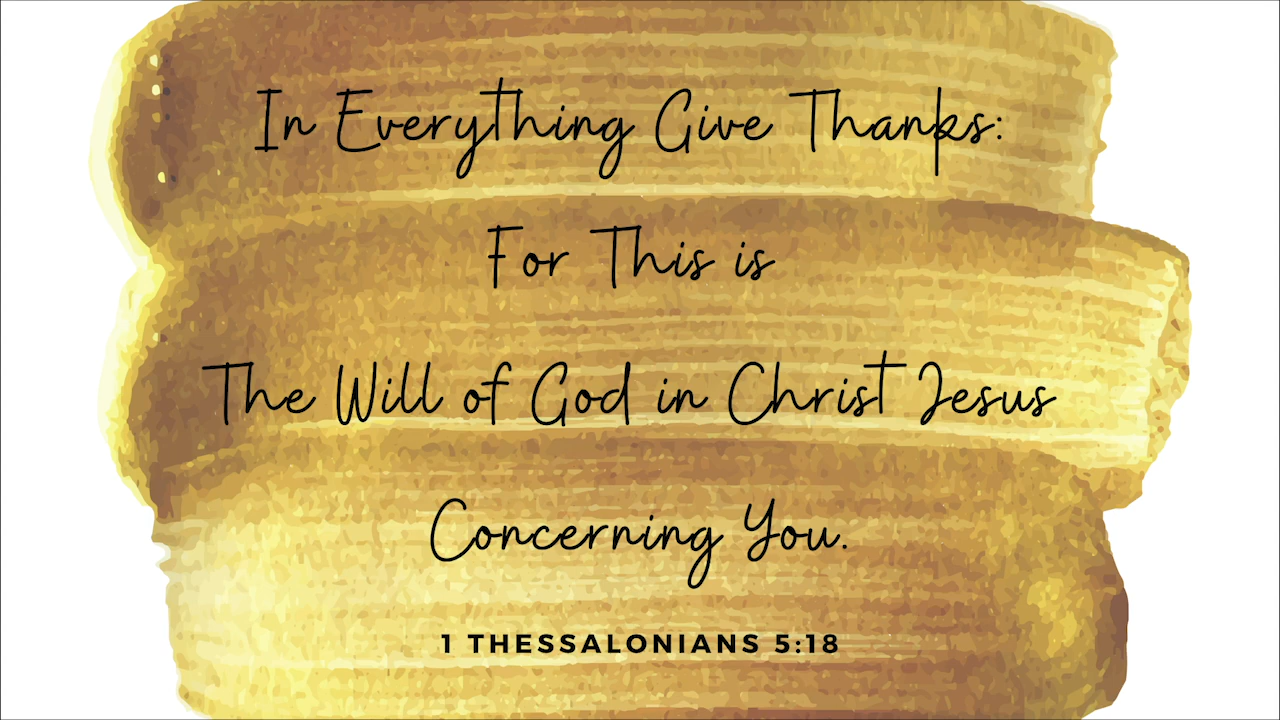 In Everything Give Thanks:
For This is
The Will of God in Christ Jesus
Concerning You.
1 THESSALONIANS 5:18